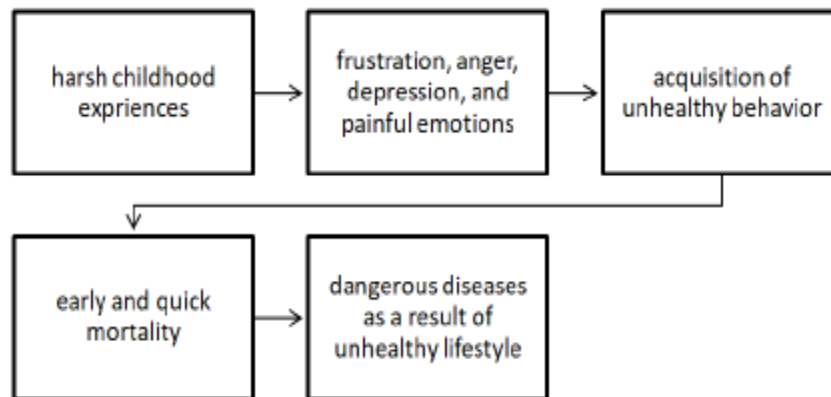 harsh childhood
expriences
frustration, anger,
depression, and
painful emotions
acquisition of
unhealthy behavior
early and quick
mortality
dangerous diseases
as a result of
unhealthy lifestyle